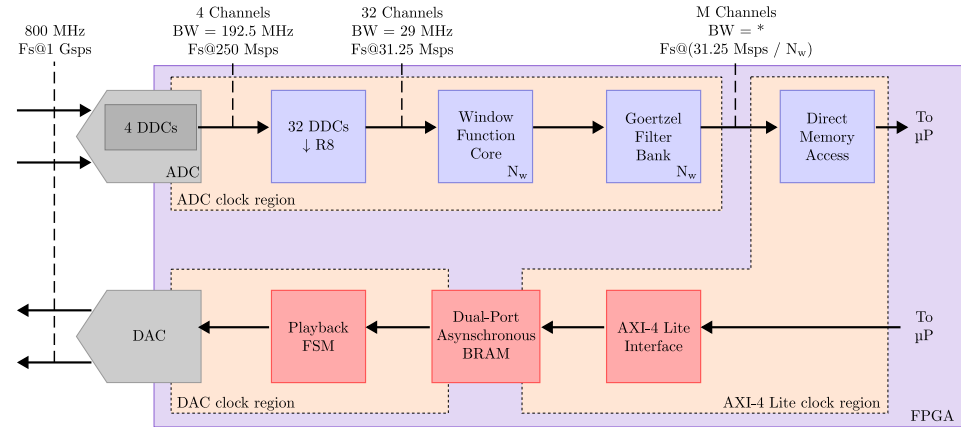 800 MHz
Fs@1 Gsps
4 Channels
BW = 192.5 MHz
Fs@250 Msps
32 Channels
BW = 29 MHz
Fs@31.25 Msps
M Channels
BW = *
Fs@(31.25 Msps / Nw)
4 DDCs
ADC
32 DDCs
↓ R8
Window
Function
Core
Nw
Goertzel
Filter
Bank
Nw
Direct
Memory
Access
To
µP
ADC clock region
DAC
Playback
FSM
Dual-Port
Asynchronous
BRAM
AXI-4 Lite
Interface
To
µP
DAC clock region
AXI-4 Lite clock region
FPGA